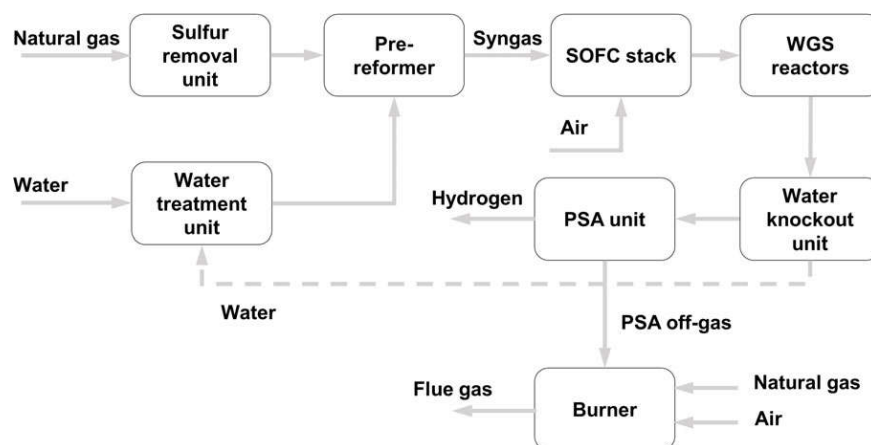 Natural gas
Sulfur
removal
unit
Pre-
reformer
Syngas
SOFC stack
WGS
reactors
Air
Water
Water
treatment
unit
Hydrogen
PSA unit
Water
knockout
unit
Water
PSA off-gas
Flue gas
Burner
Natural gas
Air